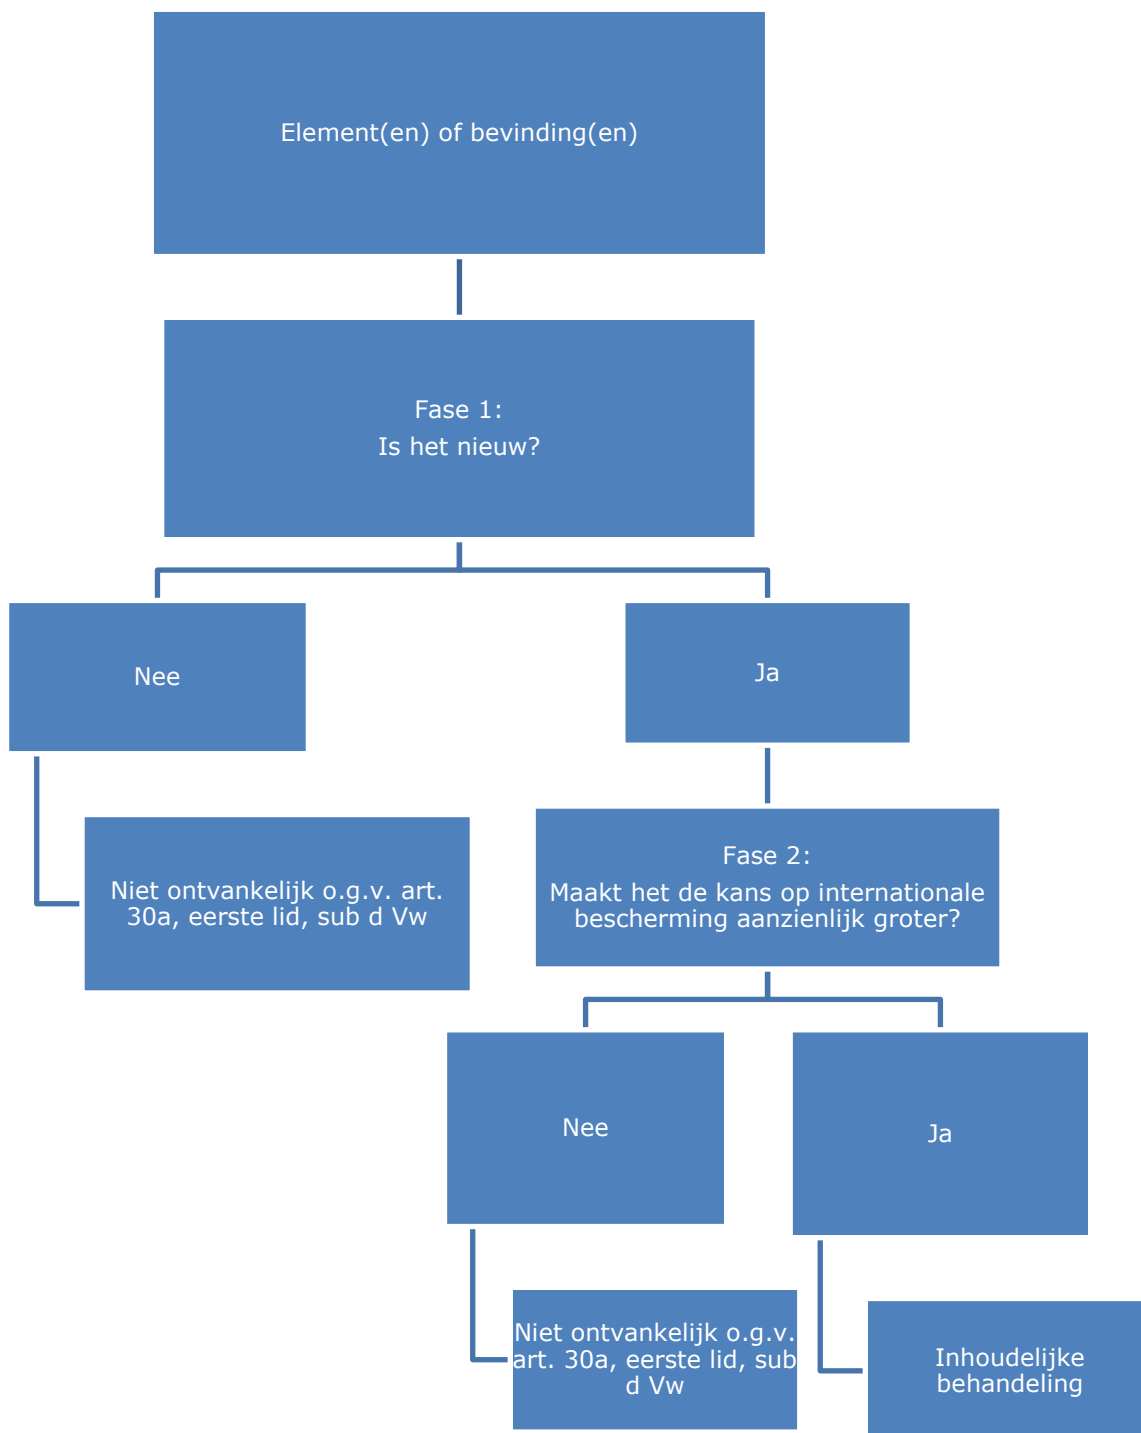 Element(en) of bevinding(en)
Fase 1:
Is het nieuw?
Nee
Ja
Niet ontvankelijk o.g.v. art.
30a, eerste lid, sub d Vw
Fase 2:
Maakt het de kans op internationale
bescherming aanzienlijk groter?
Nee
Ja
Niet ontvankelijk o.g.v.
art. 30a, eerste lid, sub
d Vw
Inhoudelijke
behandeling